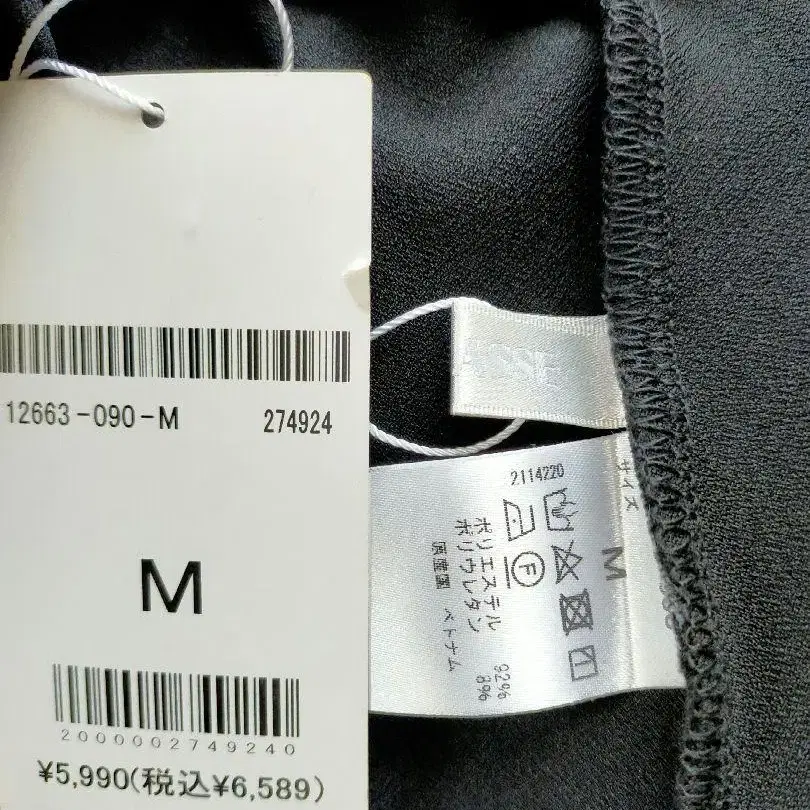 12663-090-M 274924
M
2000002749240
¥5,990(税込¥6,589)
2114220
サイズ
M
F
ポリエステル 92%
ポリウレタン 8%
原産国 ベトナム